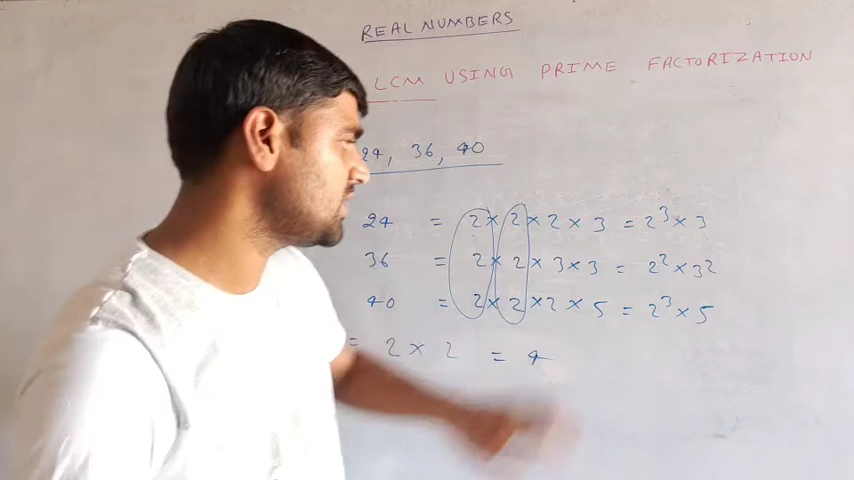 REAL NUMBERS
LCM USING PRIME FACTORIZATION
24, 36, 40
24 = 2 × 2 × 2 × 3 = 2³ × 3
36 = 2 × 2 × 3 × 3 = 2² × 3²
40 = 2 × 2 × 2 × 5 = 2³ × 5
= 2 × 2 = 4